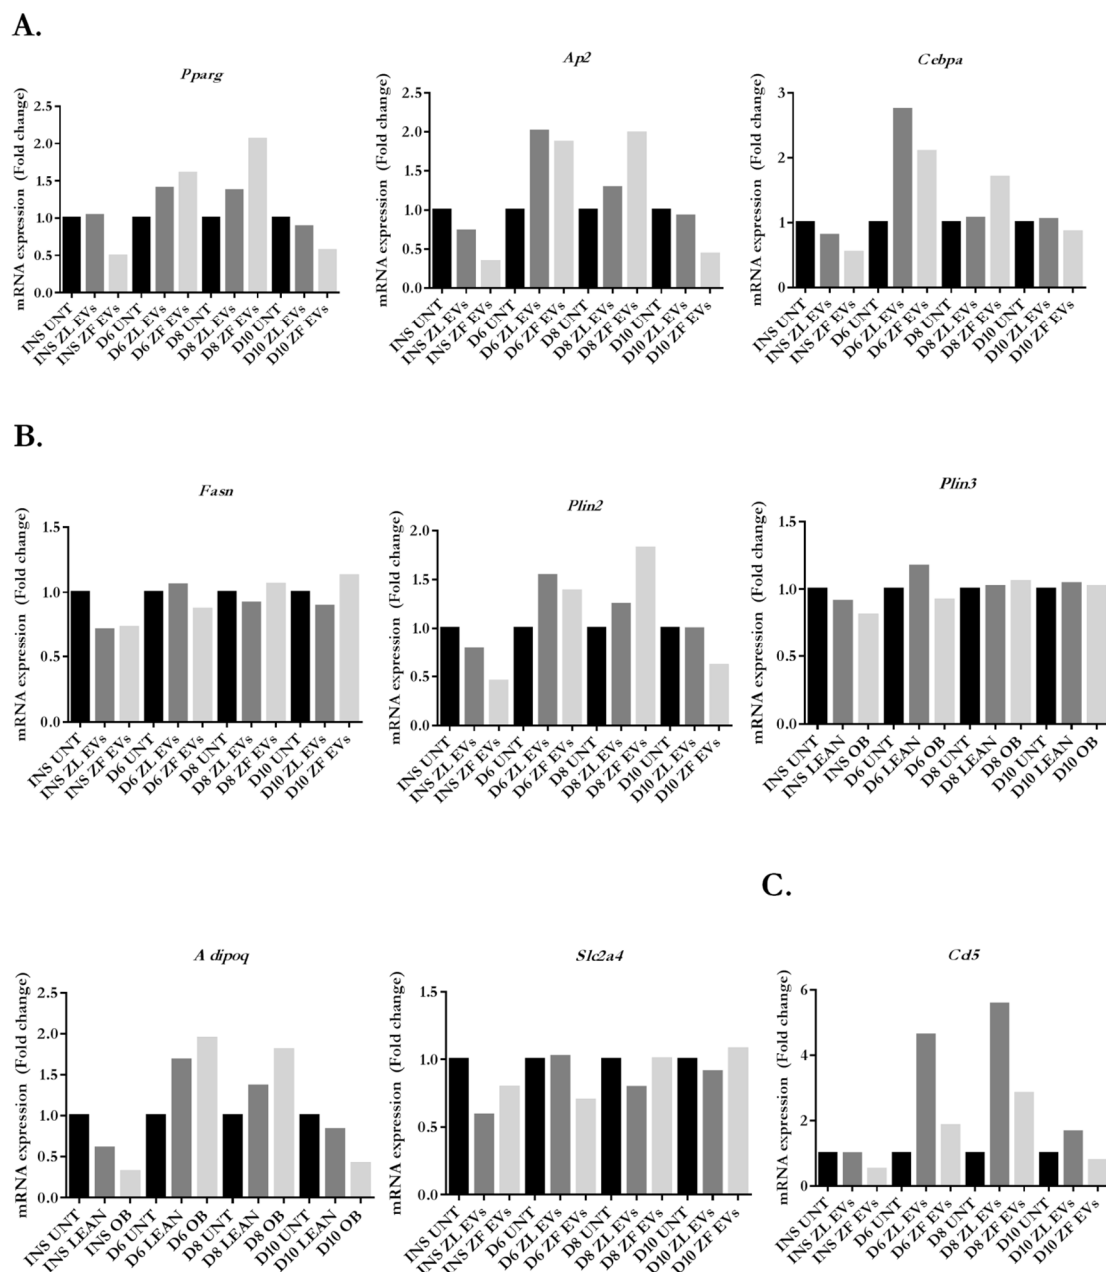 A.
Pparg
mRNA expression (Fold change)
2.5
2.0
1.5
1.0
0.5
0.0
INS UNT
INS ZL EVs
INS ZF EVs
D6 UNT
D6 ZL EVs
D6 ZF EVs
D8 UNT
D8 ZL EVs
D8 ZF EVs
D10 UNT
D10 ZL EVs
D10 ZF EVs
Ap2
mRNA expression (Fold change)
2.5
2.0
1.5
1.0
0.5
0.0
INS UNT
INS ZL EVs
INS ZF EVs
D6 UNT
D6 ZL EVs
D6 ZF EVs
D8 UNT
D8 ZL EVs
D8 ZF EVs
D10 UNT
D10 ZL EVs
D10 ZF EVs
Cebpa
mRNA expression (Fold change)
3
2
1
0
INS UNT
INS ZL EVs
INS ZF EVs
D6 UNT
D6 ZL EVs
D6 ZF EVs
D8 UNT
D8 ZL EVs
D8 ZF EVs
D10 UNT
D10 ZL EVs
D10 ZF EVs
B.
Fasn
mRNA expression (Fold change)
1.5
1.0
0.5
0.0
INS UNT
INS ZL EVs
INS ZF EVs
D6 UNT
D6 ZL EVs
D6 ZF EVs
D8 UNT
D8 ZL EVs
D8 ZF EVs
D10 UNT
D10 ZL EVs
D10 ZF EVs
Plin2
mRNA expression (Fold change)
2.0
1.5
1.0
0.5
0.0
INS UNT
INS ZL EVs
INS ZF EVs
D6 UNT
D6 ZL EVs
D6 ZF EVs
D8 UNT
D8 ZL EVs
D8 ZF EVs
D10 UNT
D10 ZL EVs
D10 ZF EVs
Plin3
mRNA expression (Fold change)
1.5
1.0
0.5
0.0
INS UNT
INS LEAN
INS OB
D6 UNT
D6 LEAN
D6 OB
D8 UNT
D8 LEAN
D8 OB
D10 UNT
D10 LEAN
D10 OB
Adipoq
mRNA expression (Fold change)
2.5
2.0
1.5
1.0
0.5
0.0
INS UNT
INS LEAN
INS OB
D6 UNT
D6 LEAN
D6 OB
D8 UNT
D8 LEAN
D8 OB
D10 UNT
D10 LEAN
D10 OB
Slc2a4
mRNA expression (Fold change)
1.5
1.0
0.5
0.0
INS UNT
INS ZL EVs
INS ZF EVs
D6 UNT
D6 ZL EVs
D6 ZF EVs
D8 UNT
D8 ZL EVs
D8 ZF EVs
D10 UNT
D10 ZL EVs
D10 ZF EVs
C.
Ccl5
mRNA expression (Fold change)
6
4
2
0
INS UNT
INS ZL EVs
INS ZF EVs
D6 UNT
D6 ZL EVs
D6 ZF EVs
D8 UNT
D8 ZL EVs
D8 ZF EVs
D10 UNT
D10 ZL EVs
D10 ZF EVs